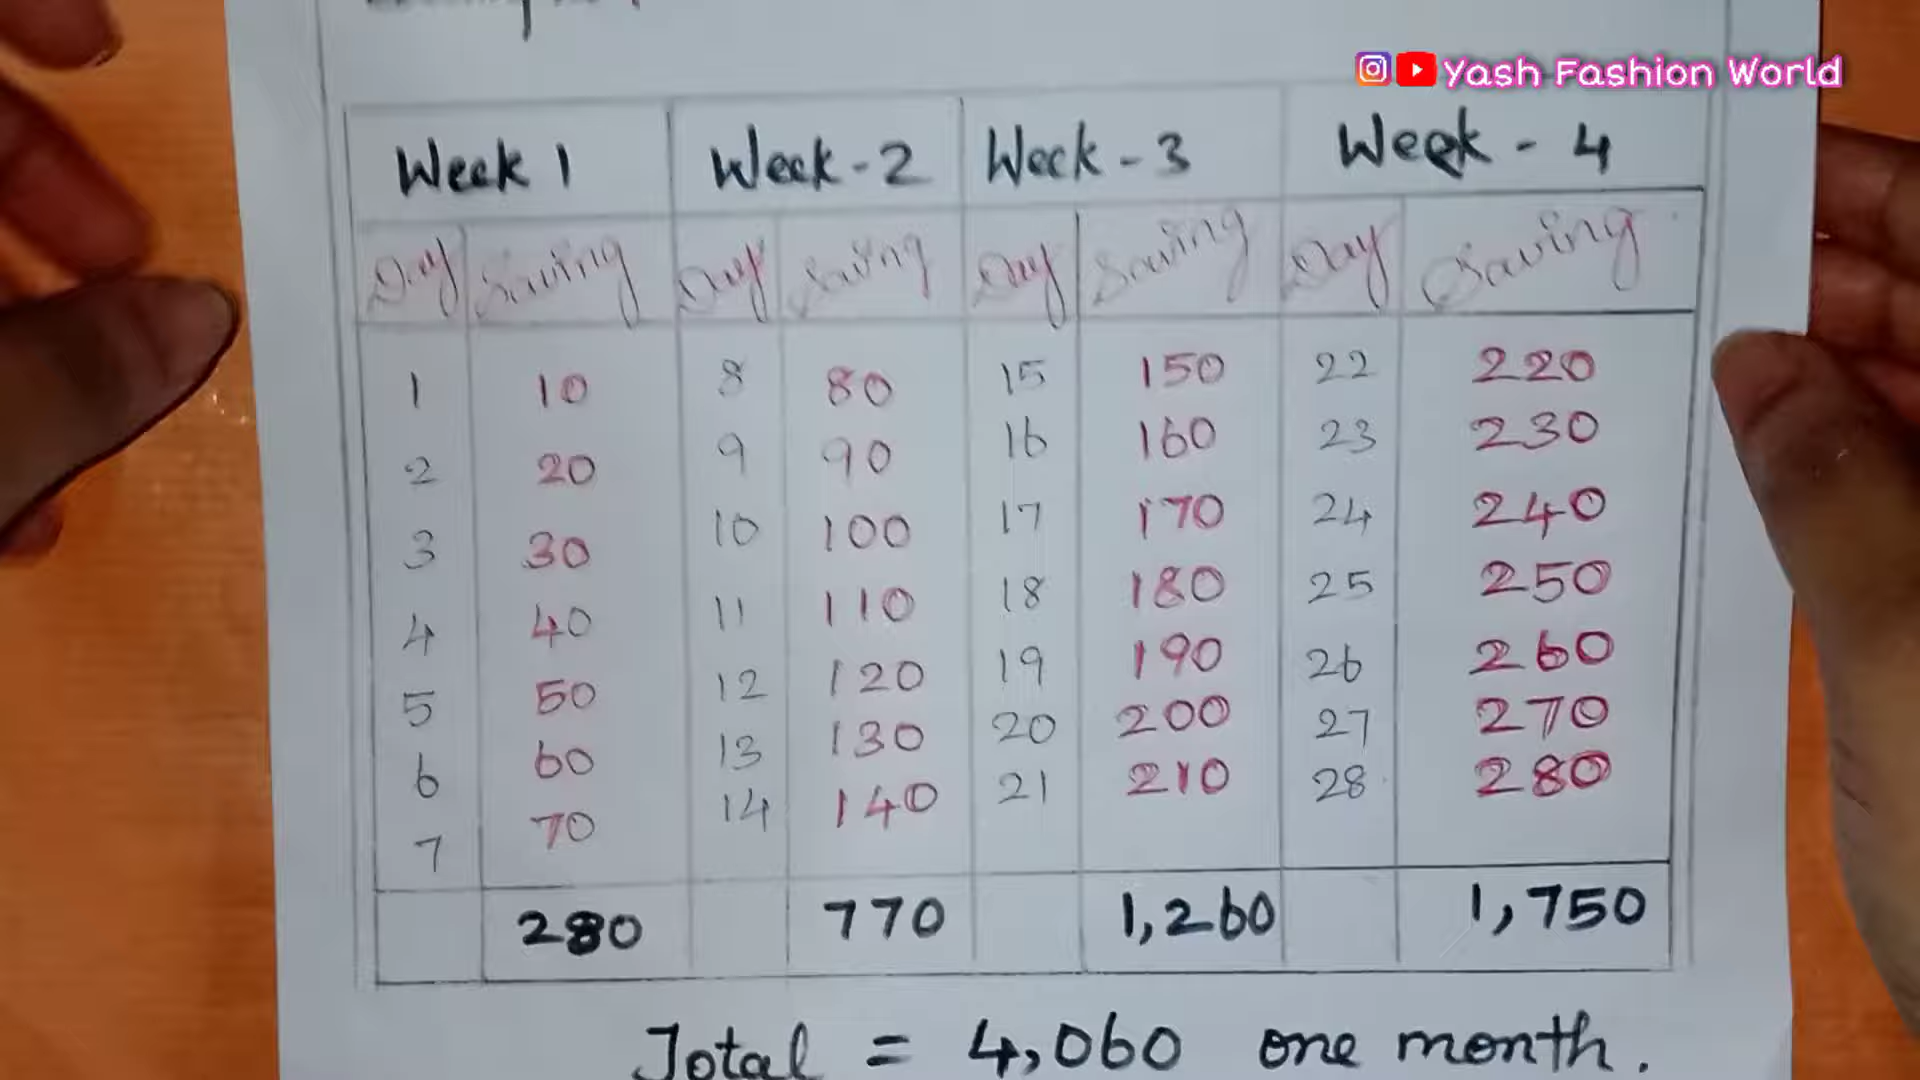 Yash Fashion World
Week 1 Week - 2 Week - 3 Week - 4
Day Saving Day Saving Day Saving Day Saving
1 10 8 80 15 150 22 220
2 20 9 90 16 160 23 230
3 30 10 100 17 170 24 240
4 40 11 110 18 180 25 250
5 50 12 120 19 190 26 260
6 60 13 130 20 200 27 270
7 70 14 140 21 210 28 280
280 770 1,260 1,750
Total = 4,060 one month.